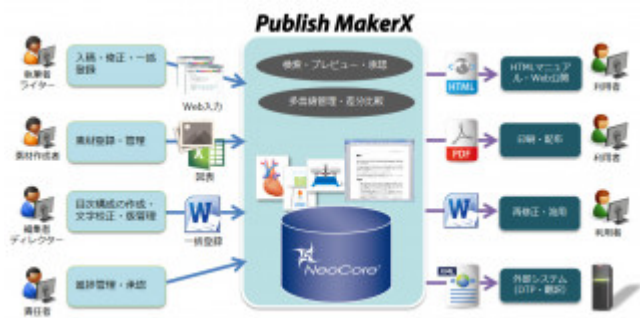 Publish MakerX
執筆者
ライター
入稿・修正・一括
登録
Web入力
検索・プレビュー・承認
多言語管理・差分比較
HTML
HTMLマニュア
ル・Web公開
利用者
素材作成者
素材登録・管理
図表
PDF
印刷・配布
利用者
編集者
ディレクター
目次構成の作成・
文字校正・版管理
一括登録
再修正・流用
利用者
責任者
進捗管理・承認
NeoCore
XML
外部システム
(DTP・翻訳)